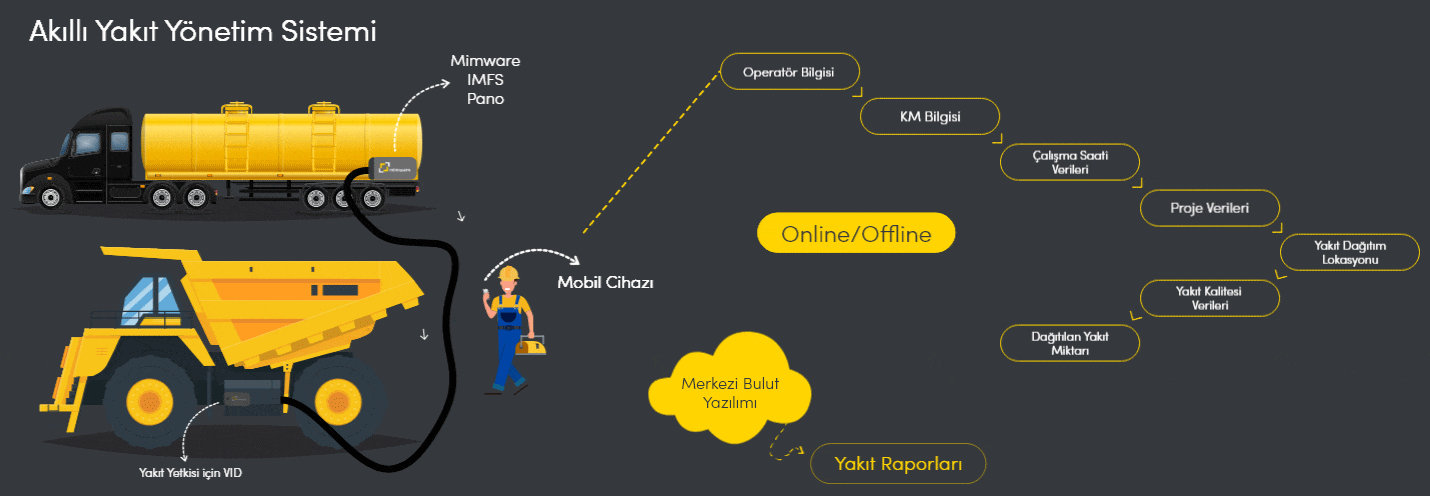 Akıllı Yakıt Yönetim Sistemi
Mimware
IMFS
Pano
Operatör Bilgisi
KM Bilgisi
Çalışma Saati
Verileri
Proje Verileri
Yakıt Dağıtım
Lokasyonu
Yakıt Kalitesi
Verileri
Dağıtılan Yakıt
Miktarı
Online/Offline
Mobil Cihazı
Merkezi Bulut
Yazılımı
Yakıt Raporları
Yakıt Yetkisi için VID